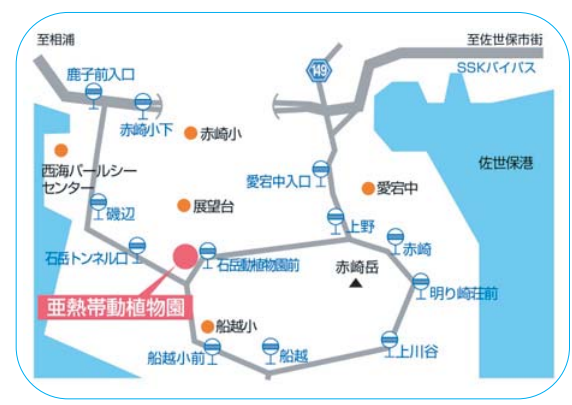 至相浦
至佐世保市街
SSKバイパス
鹿子前入口
149
赤崎小下
赤崎小
西海パールシー
センター
愛宕中入口
愛宕中
佐世保港
磯辺
展望台
上野
石岳トンネル口
石岳動植物園前
赤崎
赤崎岳
明り崎荘前
亜熱帯動植物園
船越小
船越小前
船越
上川谷